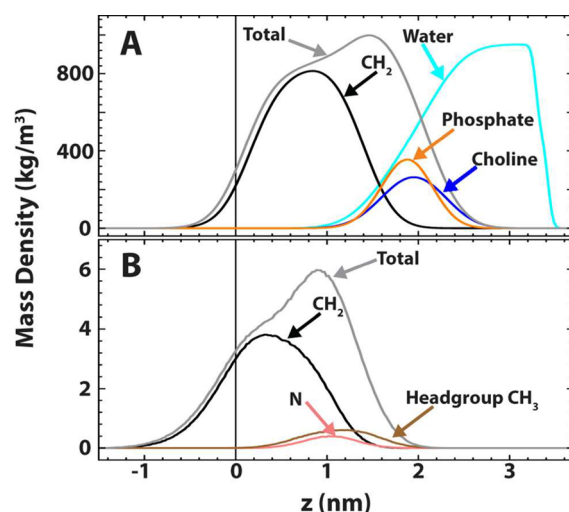 A
Total
Water
CH₂
800
Phosphate
400
Choline
0
Mass Density (kg/m³)
B
6
Total
CH₂
4
N
Headgroup CH₃
2
0
-1 0 1 2 3
z (nm)